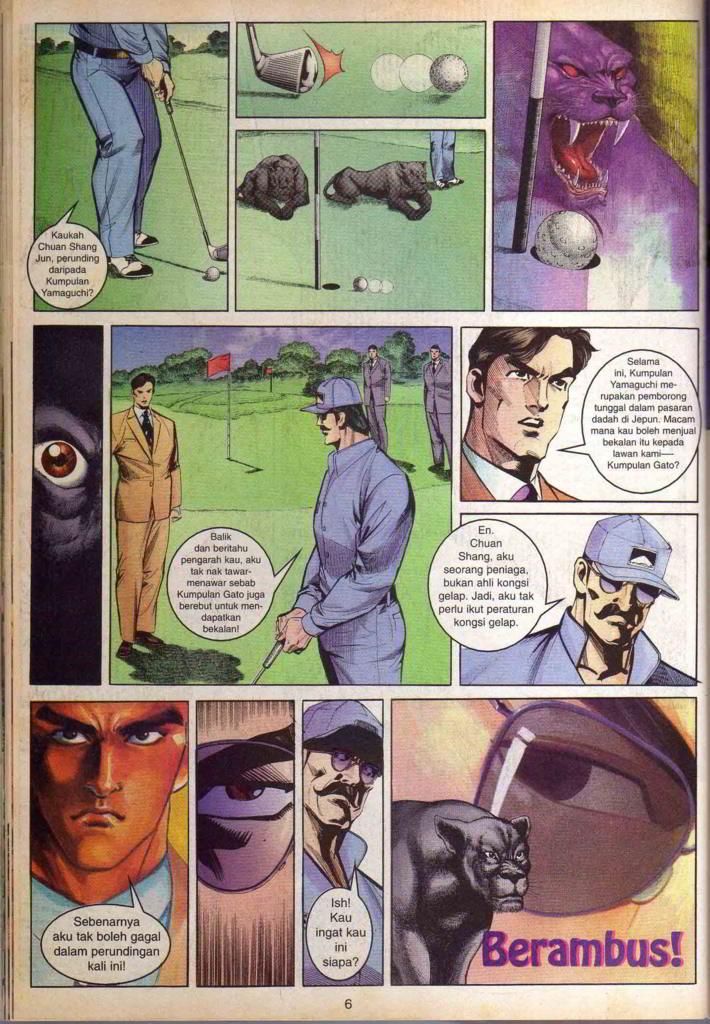 Kaukah
Chuan Shang
Jun, perunding
daripada
Kumpulan
Yamaguchi?
Balik
dan beritahu
pengarah kau, aku
tak nak tawar-
menawar sebab
Kumpulan Gato juga
berebut untuk men-
dapatkan
bekalan!
Selama
ini, Kumpulan
Yamaguchi me-
rupakan pemborong
tunggal dalam pasaran
dadah di Jepun. Macam
mana kau boleh menjual
bekalan itu kepada
lawan kami—
Kumpulan Gato?
En.
Chuan
Shang, aku
seorang peniaga,
bukan ahli kongsi
gelap. Jadi, aku tak
perlu ikut peraturan
kongsi gelap.
Sebenarnya
aku tak boleh gagal
dalam perundingan
kali ini!
Ish!
Kau
ingat kau
ini
siapa?
Berambus!
6